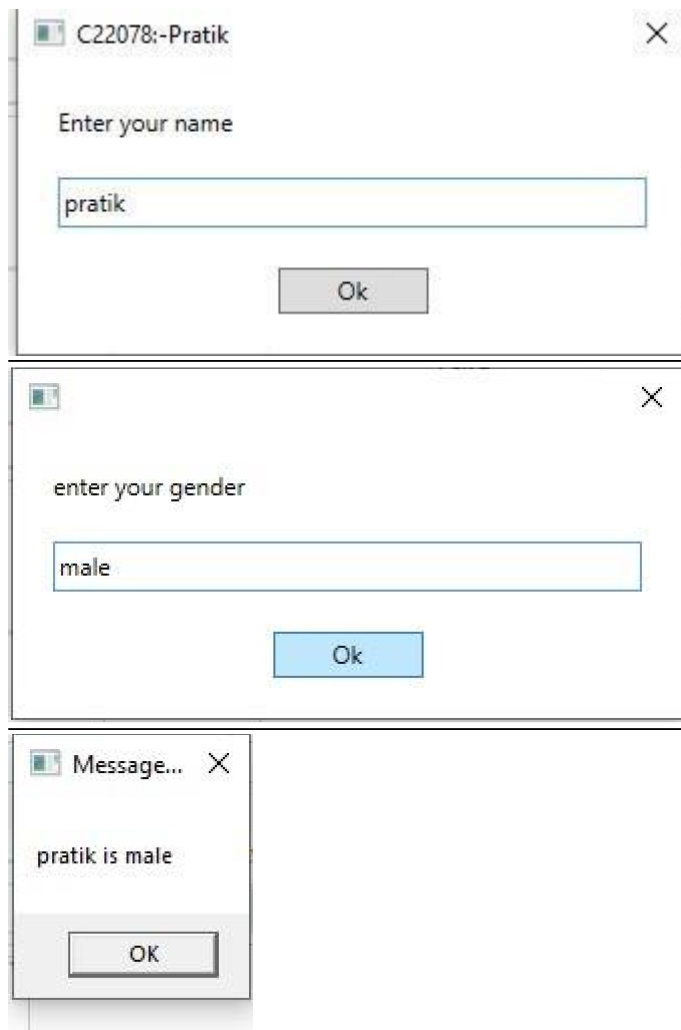 C22078:-Pratik
Enter your name
pratik
Ok
enter your gender
male
Ok
Message...
pratik is male
OK